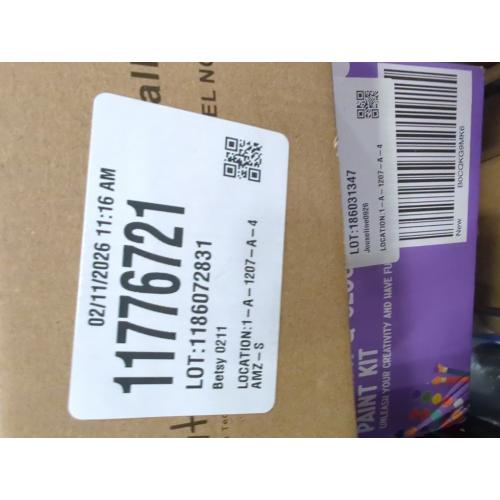 02/11/2026 11:16 AM
11776721
LOT:1186072831
Betsy 0211
LOCATION:1-A-1207-A-4
AMZ-S
LOT:186031347
LOCATION:1-A-1207-A-4
New
PAINT KIT
UNLEASH YOUR CREATIVITY AND HAVE FU